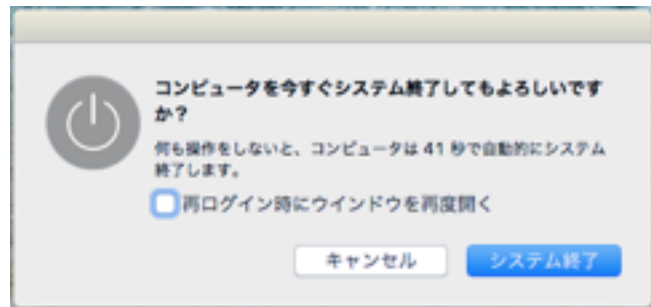 コンピュータを今すぐシステム終了してもよろしいです
か?
何も操作をしないと、コンピュータは 41 秒で自動的にシステム
終了します。
再ログイン時にウインドウを再度開く
キャンセル
システム終了